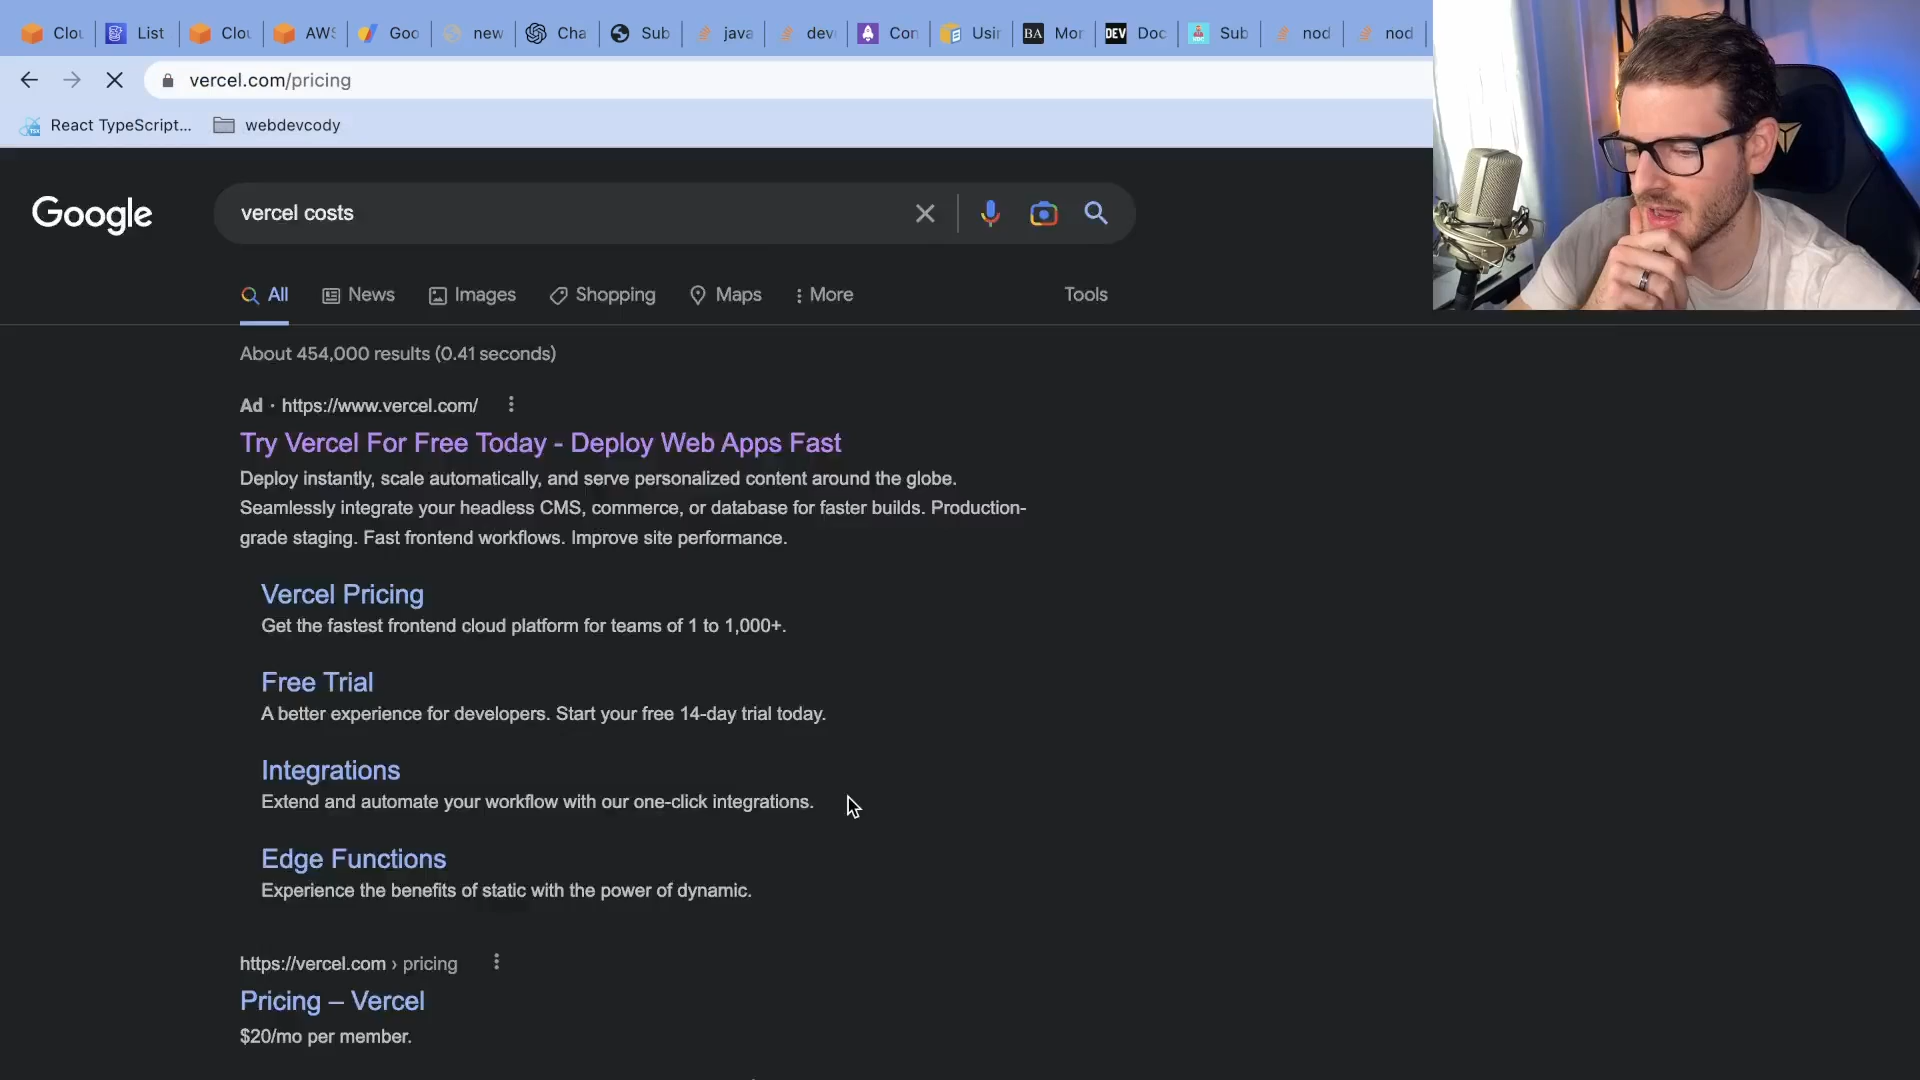 Clou
List
Clou
AWS
Goo
new
Cha
Sub
java
dev
Con
Usin
BA
Mor
DEV
Doc
Sub
nod
nod
vercel.com/pricing
React TypeScript...
webdevcody
Google
vercel costs
All
News
Images
Shopping
Maps
More
Tools
About 454,000 results (0.41 seconds)
Ad · https://www.vercel.com/
Try Vercel For Free Today - Deploy Web Apps Fast
Deploy instantly, scale automatically, and serve personalized content around the globe.
Seamlessly integrate your headless CMS, commerce, or database for faster builds. Production-
grade staging. Fast frontend workflows. Improve site performance.
Vercel Pricing
Get the fastest frontend cloud platform for teams of 1 to 1,000+.
Free Trial
A better experience for developers. Start your free 14-day trial today.
Integrations
Extend and automate your workflow with our one-click integrations.
Edge Functions
Experience the benefits of static with the power of dynamic.
https://vercel.com › pricing
Pricing – Vercel
$20/mo per member.